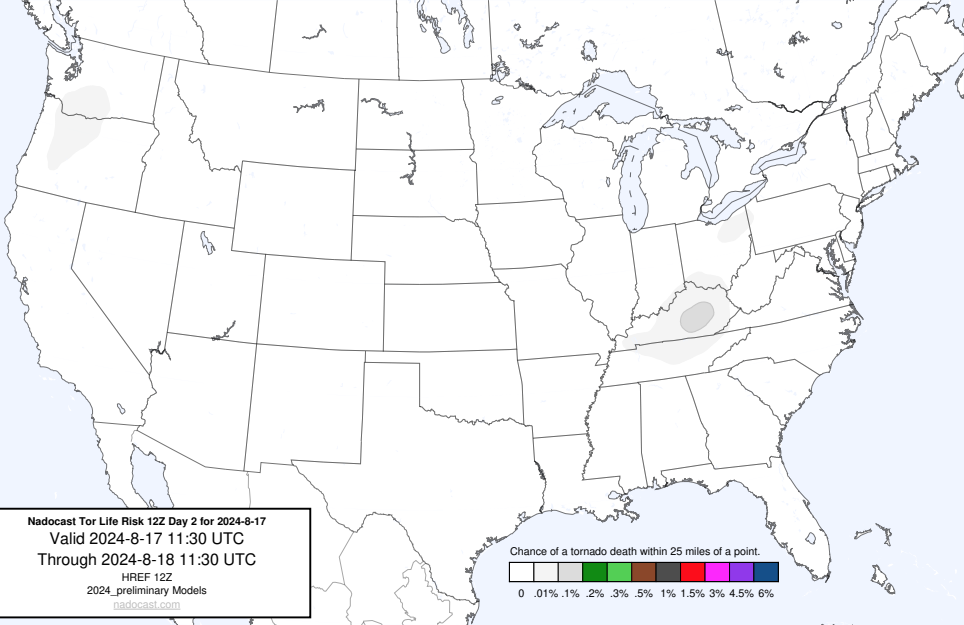 Nadocast Tor Life Risk 12Z Day 2 for 2024-8-17
Valid 2024-8-17 11:30 UTC
Through 2024-8-18 11:30 UTC
HREF 12Z
2024_preliminary Models
nadocast.com
Chance of a tornado death within 25 miles of a point.
0 .01% .1% .2% .3% .5% 1% 1.5% 3% 4.5% 6%